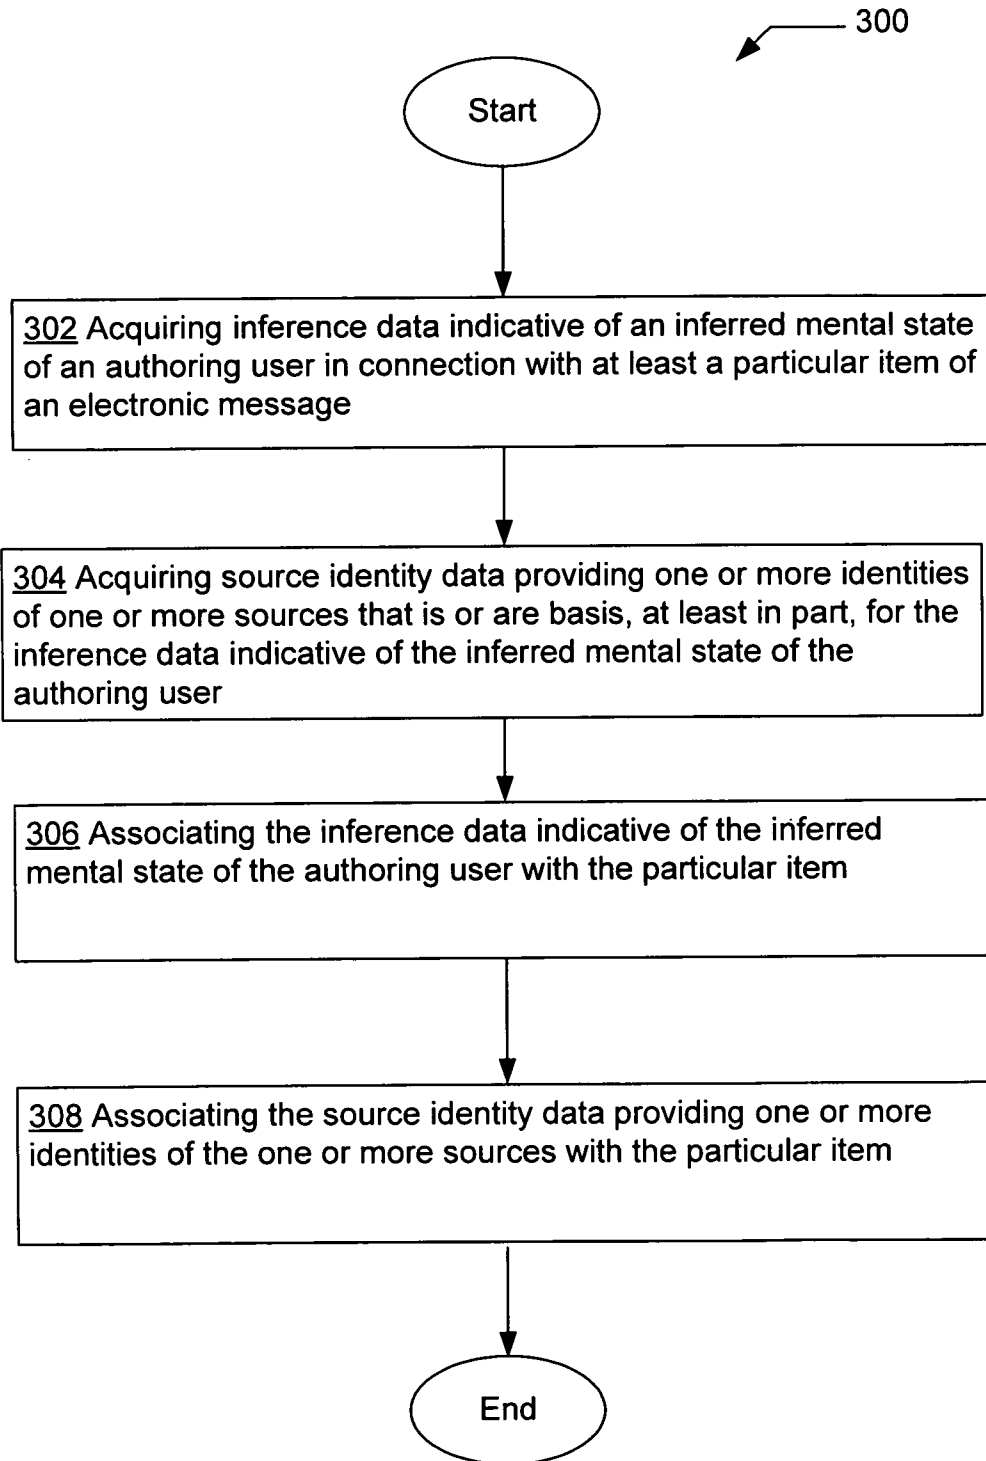 300
Start
302 Acquiring inference data indicative of an inferred mental state
of an authoring user in connection with at least a particular item of
an electronic message
304 Acquiring source identity data providing one or more identities
of one or more sources that is or are basis, at least in part, for the
inference data indicative of the inferred mental state of the
authoring user
306 Associating the inference data indicative of the inferred
mental state of the authoring user with the particular item
308 Associating the source identity data providing one or more
identities of the one or more sources with the particular item
End